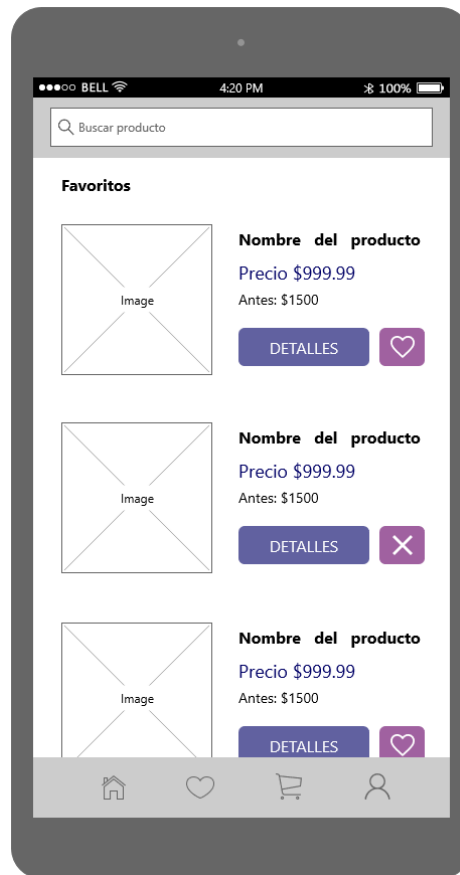 BELL 4:20 PM 100%
Buscar producto
Favoritos
Image
Nombre del producto
Precio $999.99
Antes: $1500
DETALLES
Image
Nombre del producto
Precio $999.99
Antes: $1500
DETALLES
Image
Nombre del producto
Precio $999.99
Antes: $1500
DETALLES